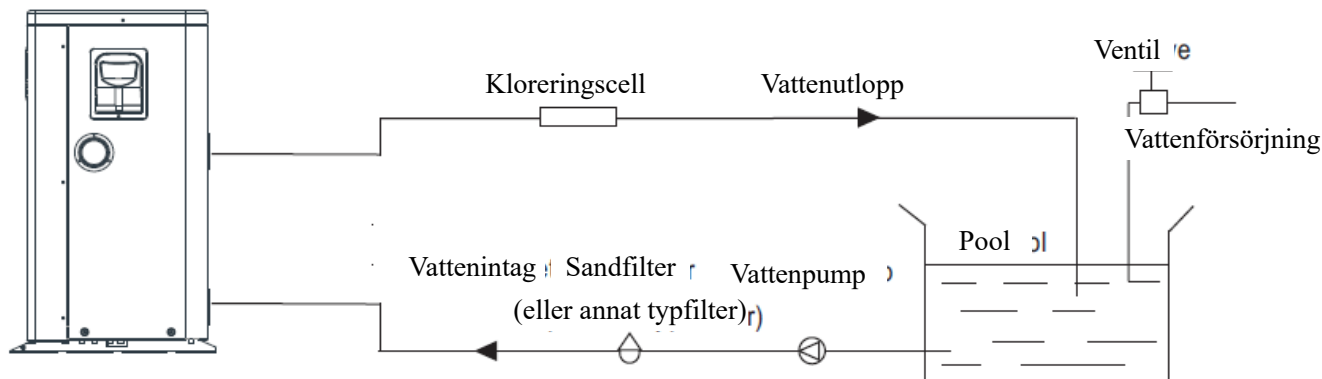 Ventil
Kloreringscell
Vattenutlopp
Vattenförsörjning
Pool
Vattenintag
Sandfilter
Vattenpump
(eller annat typfilter)